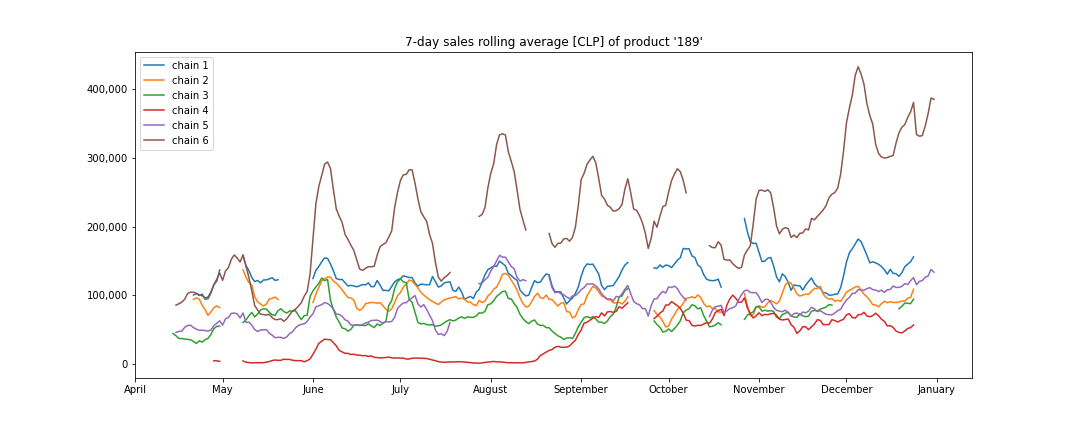 7-day sales rolling average [CLP] of product '189'
chain 1
chain 2
chain 3
chain 4
chain 5
chain 6
400,000
300,000
200,000
100,000
0
April May June July August September October November December January